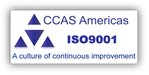 CCAS Americas
ISO9001
A culture of continuous improvement